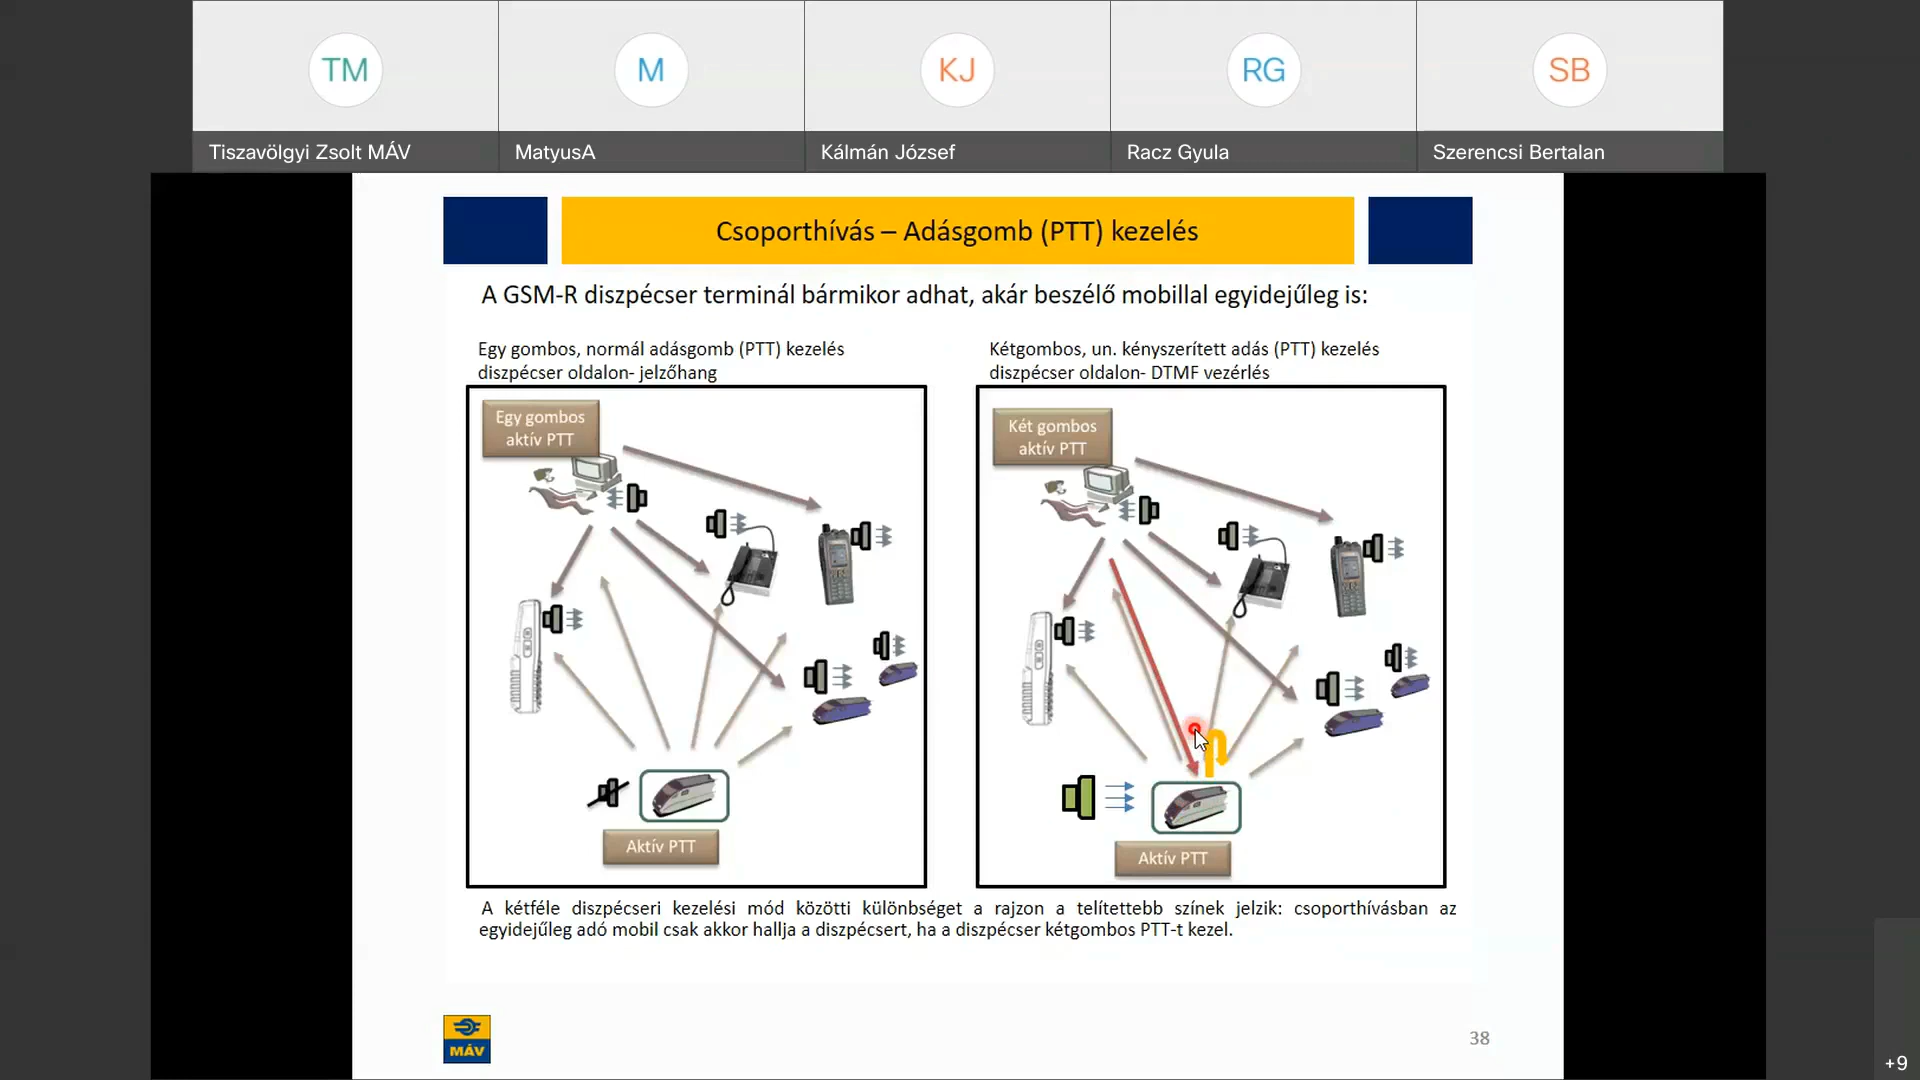 TM
M
KJ
RG
SB
Tiszavölgyi Zsolt MÁV
MatyusA
Kálmán József
Racz Gyula
Szerencsi Bertalan
Csoporthívás – Adásgomb (PTT) kezelés
A GSM-R diszpécser terminál bármikor adhat, akár beszélő mobillal egyidejűleg is:
Egy gombos, normál adásgomb (PTT) kezelés
diszpécser oldalon- jelzőhang
Kétgombos, un. kényszerített adás (PTT) kezelés
diszpécser oldalon- DTMF vezérlés
Egy gombos
aktív PTT
Aktív PTT
Két gombos
aktív PTT
Aktív PTT
A kétféle diszpécseri kezelési mód közötti különbséget a rajzon a telítettebb színek jelzik: csoporthívásban az
egyidejűleg adó mobil csak akkor hallja a diszpécsert, ha a diszpécser kétgombos PTT-t kezel.
MÁV
38
+9